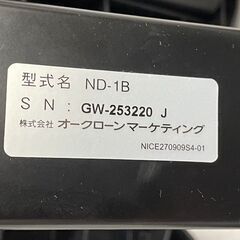 型式名 ND-1B
SN: GW-253220 J
株式会社 オークローンマーケティング
NICE270909S4-01